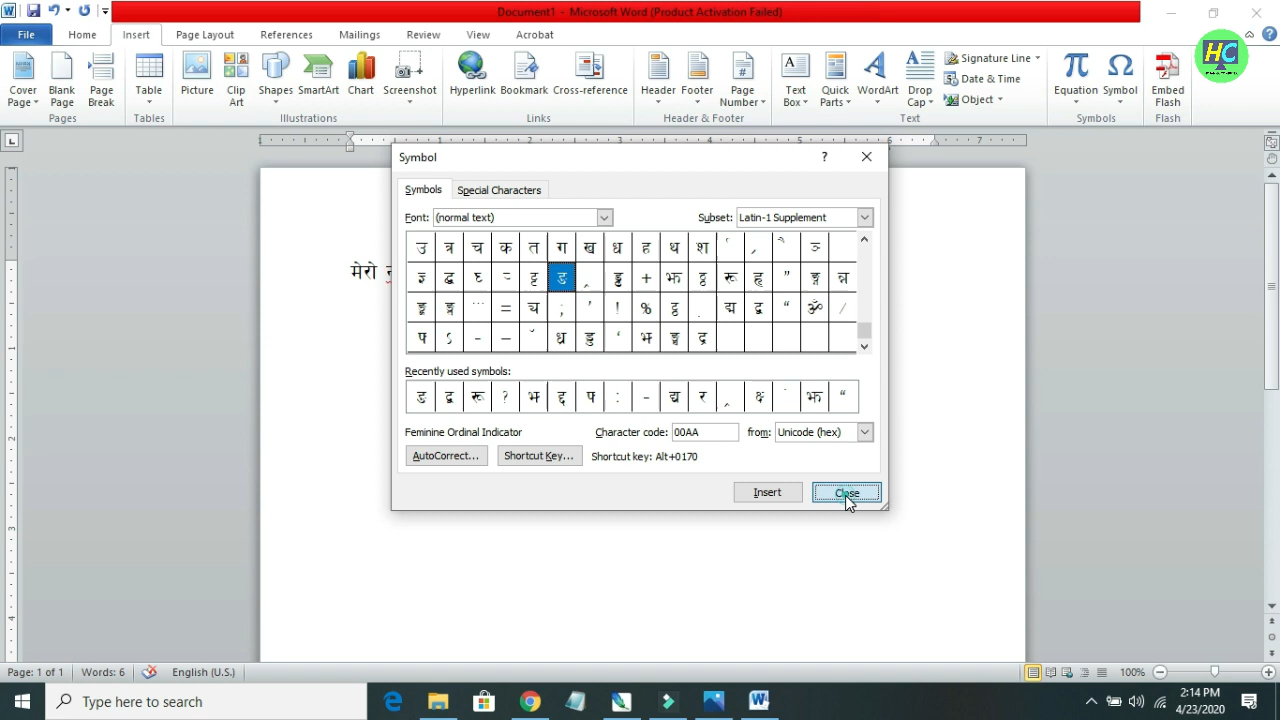 Document1 - Microsoft Word (Product Activation Failed)
File Home Insert Page Layout References Mailings Review View Acrobat
HC
Cover Page
Blank Page
Page Break
Table
Picture
Clip Art
Shapes
SmartArt
Chart
Screenshot
Hyperlink
Bookmark
Cross-reference
Header
Footer
Page Number
Text Box
Quick Parts
WordArt
Drop Cap
Signature Line
Date & Time
Object
Equation
Symbol
Embed Flash
Pages Tables Illustrations Links Header & Footer Text Symbols Flash
मेरो
Symbol ?
Symbols Special Characters
Font: (normal text) Subset: Latin-1 Supplement
उ त्र च क त ग ख ध ह थ श
ङ + झ रू हृ ”
… = च ; ’ ! % . द्म द्व “ ॐ /
फ ऽ - – ‘ भ द्र
Recently used symbols:
ङ द्ध रू ? भ द्द फ : - द्य र क्ष झ “
Feminine Ordinal Indicator Character code: 00AA from: Unicode (hex)
AutoCorrect... Shortcut Key... Shortcut key: Alt+0170
Insert Close
Page: 1 of 1 Words: 6 English (U.S.) 100%
Type here to search
2:14 PM
4/23/2020